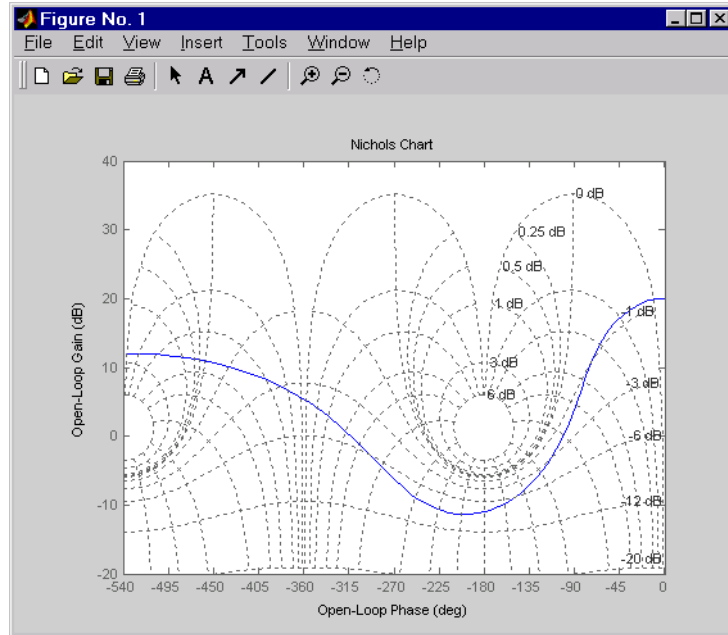 Figure No. 1
File Edit View Insert Tools Window Help
A
Nichols Chart
40
30
20
10
0
-10
-20
Open-Loop Gain (dB)
0 dB
0.25 dB
0.5 dB
1 dB
-1 dB
3 dB
-3 dB
6 dB
-6 dB
-12 dB
-20 dB
-540 -495 -450 -405 -360 -315 -270 -225 -180 -135 -90 -45 0
Open-Loop Phase (deg)